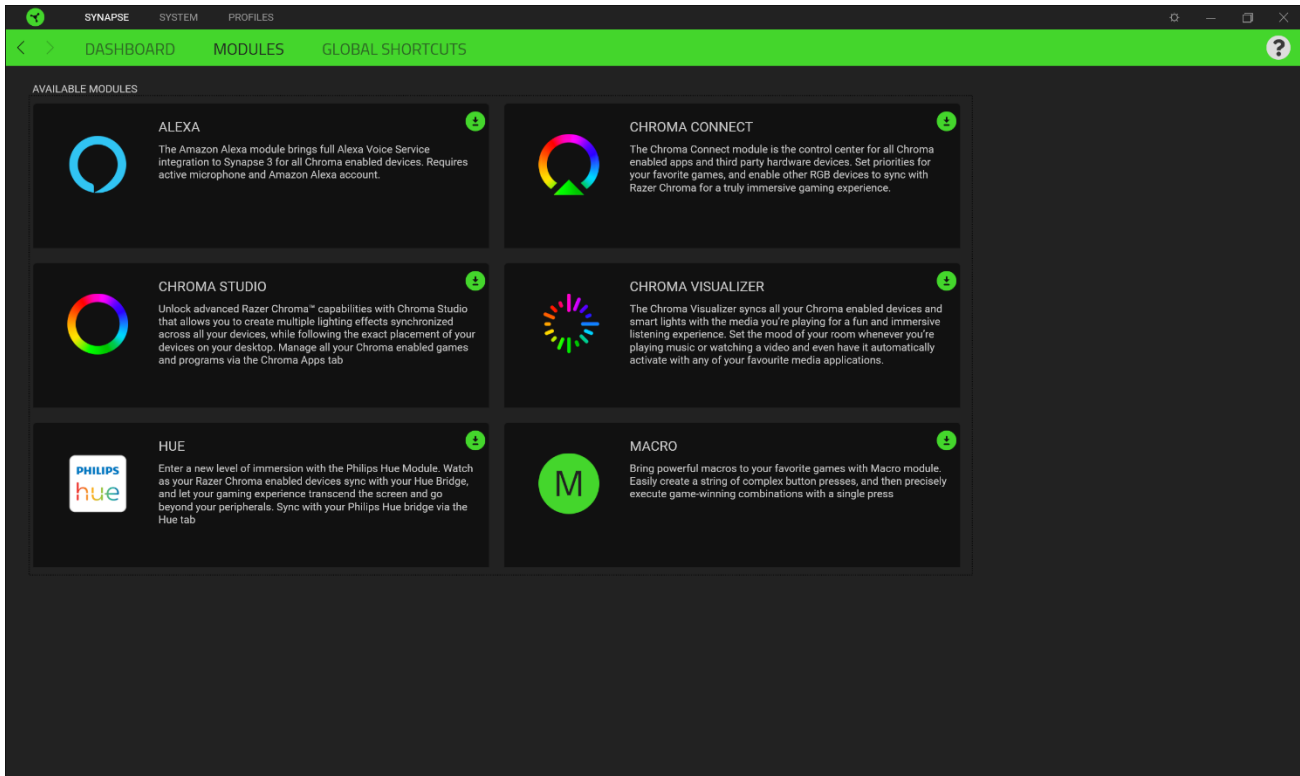 SYNAPSE SYSTEM PROFILES
DASHBOARD MODULES GLOBAL SHORTCUTS ?
AVAILABLE MODULES
ALEXA
The Amazon Alexa module brings full Alexa Voice Service
integration to Synapse 3 for all Chroma enabled devices. Requires
active microphone and Amazon Alexa account.
CHROMA CONNECT
The Chroma Connect module is the control center for all Chroma
enabled apps and third party hardware devices. Set priorities for
your favorite games, and enable other RGB devices to sync with
Razer Chroma for a truly immersive gaming experience.
CHROMA STUDIO
Unlock advanced Razer Chroma™ capabilities with Chroma Studio
that allows you to create multiple lighting effects synchronized
across all your devices, while following the exact placement of your
devices on your desktop. Manage all your Chroma enabled games
and programs via the Chroma Apps tab
CHROMA VISUALIZER
The Chroma Visualizer syncs all your Chroma enabled devices and
smart lights with the media you're playing for a fun and immersive
listening experience. Set the mood of your room whenever you're
playing music or watching a video and even have it automatically
activate with any of your favourite media applications.
PHILIPS
hue
HUE
Enter a new level of immersion with the Philips Hue Module. Watch
as your Razer Chroma enabled devices sync with your Hue Bridge,
and let your gaming experience transcend the screen and go
beyond your peripherals. Sync with your Philips Hue bridge via the
Hue tab
M
MACRO
Bring powerful macros to your favorite games with Macro module.
Easily create a string of complex button presses, and then precisely
execute game-winning combinations with a single press